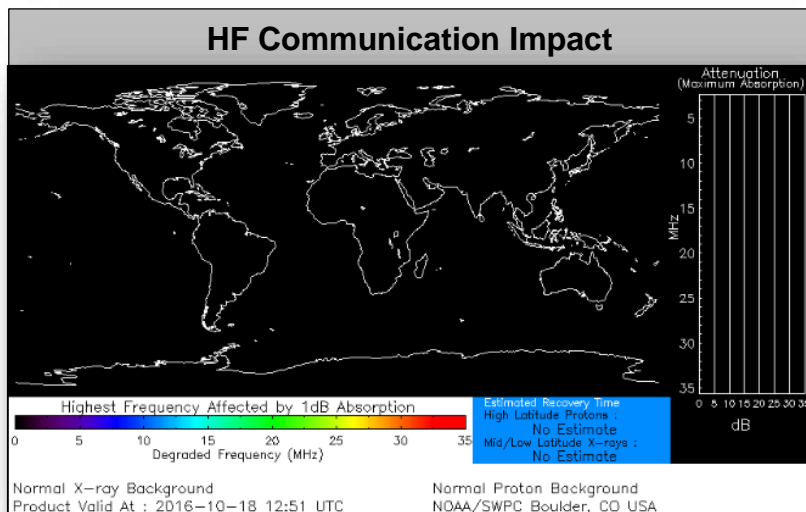 HF Communication Impact
Attenuation
(Maximum Absorption)
5
10
15
20
25
30
35
MHz
0 5 10 15 20 25 30 35
dB
Highest Frequency Affected by 1dB Absorption
0 5 10 15 20 25 30 35
Degraded Frequency (MHz)
Estimated Recovery Time
High Latitude Protons :
No Estimate
Mid/Low Latitude X-rays :
No Estimate
Normal X-ray Background
Normal Proton Background
Product Valid At : 2016-10-18 12:51 UTC
NOAA/SWPC Boulder, CO USA